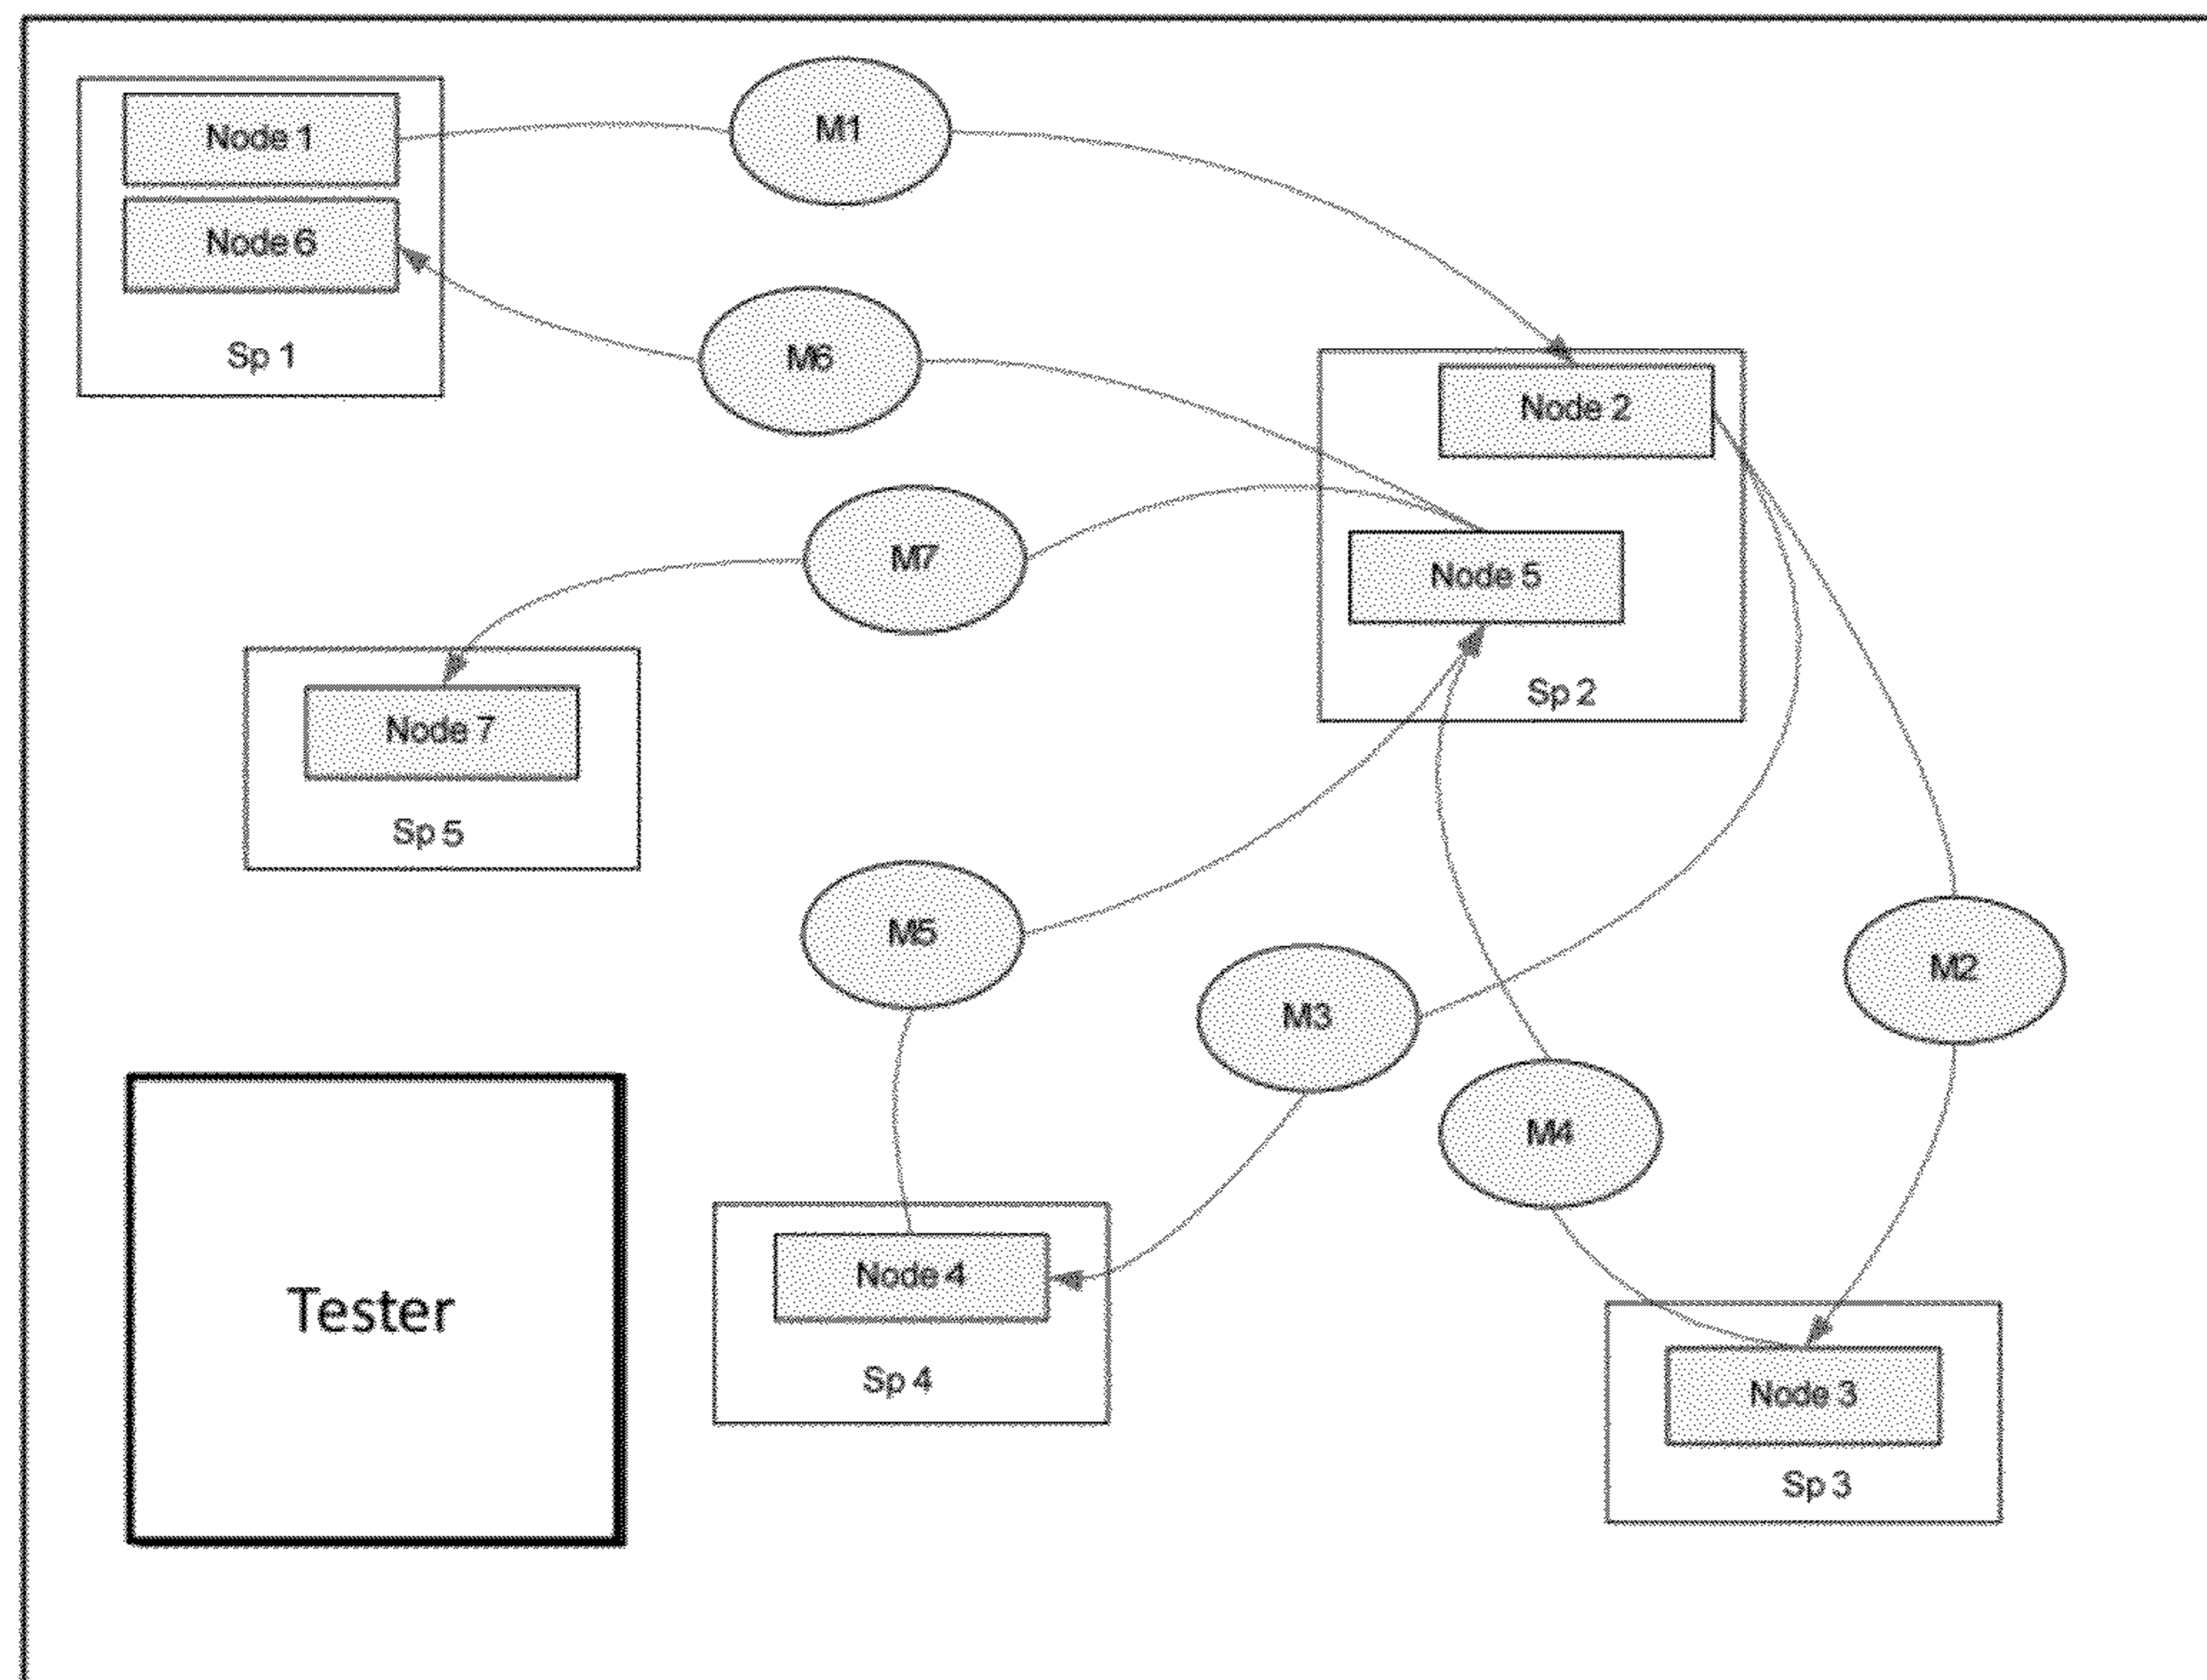 Node 1
M1
Node 6
Sp 1
M6
Node 2
M7
Node 5
Sp 2
Node 7
Sp 5
M5
M3
M2
M4
Tester
Node 4
Sp 4
Node 3
Sp 3